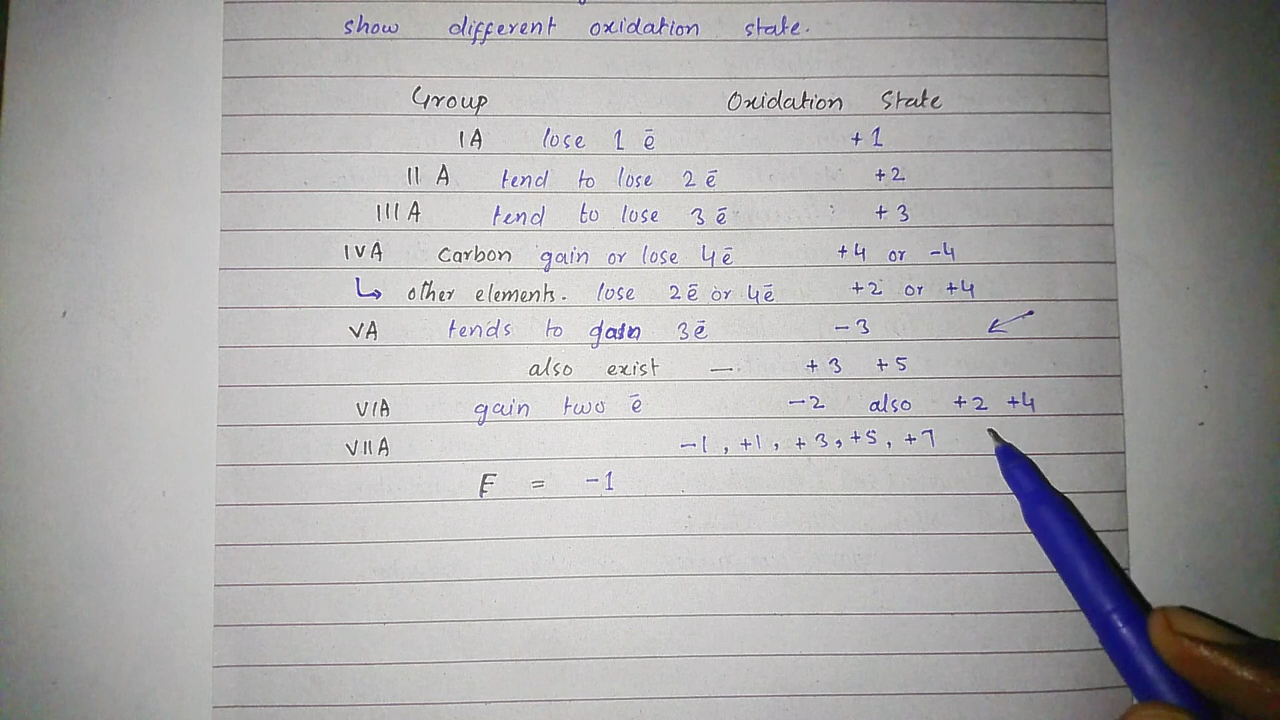 show different oxidation state.
Group Oxidation State
IA lose 1 ē +1
II A tend to lose 2 ē +2
III A tend to lose 3 ē +3
IVA Carbon gain or lose 4ē +4 or -4
↳ other elements. lose 2ē or 4ē +2 or +4
VA tends to gain 3ē -3
also exist — +3 +5
VIA gain two ē -2 also +2 +4
VIIA -1, +1, +3, +5, +7
F = -1